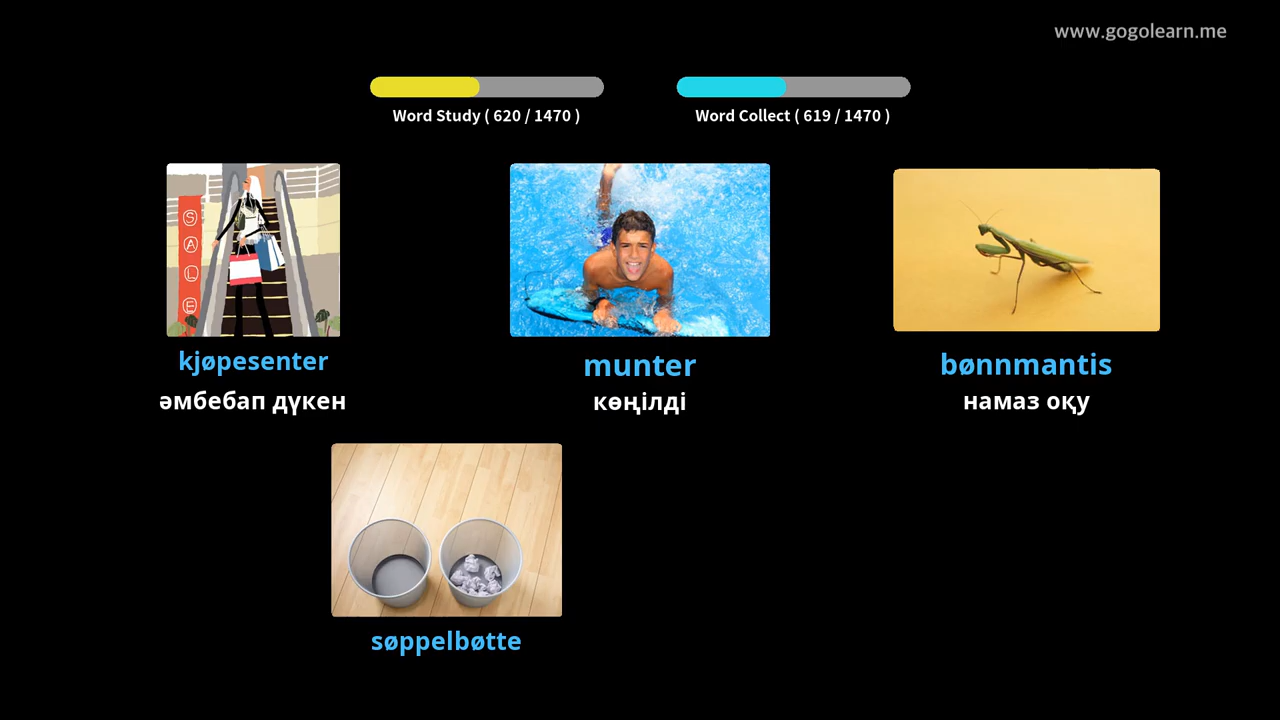 www.gogolearn.me
Word Study ( 620 / 1470 )
Word Collect ( 619 / 1470 )
S
A
L
E
kjøpesenter
munter
bønnmantis
әмбебап дүкен
көңілді
намаз оқу
søppelbøtte